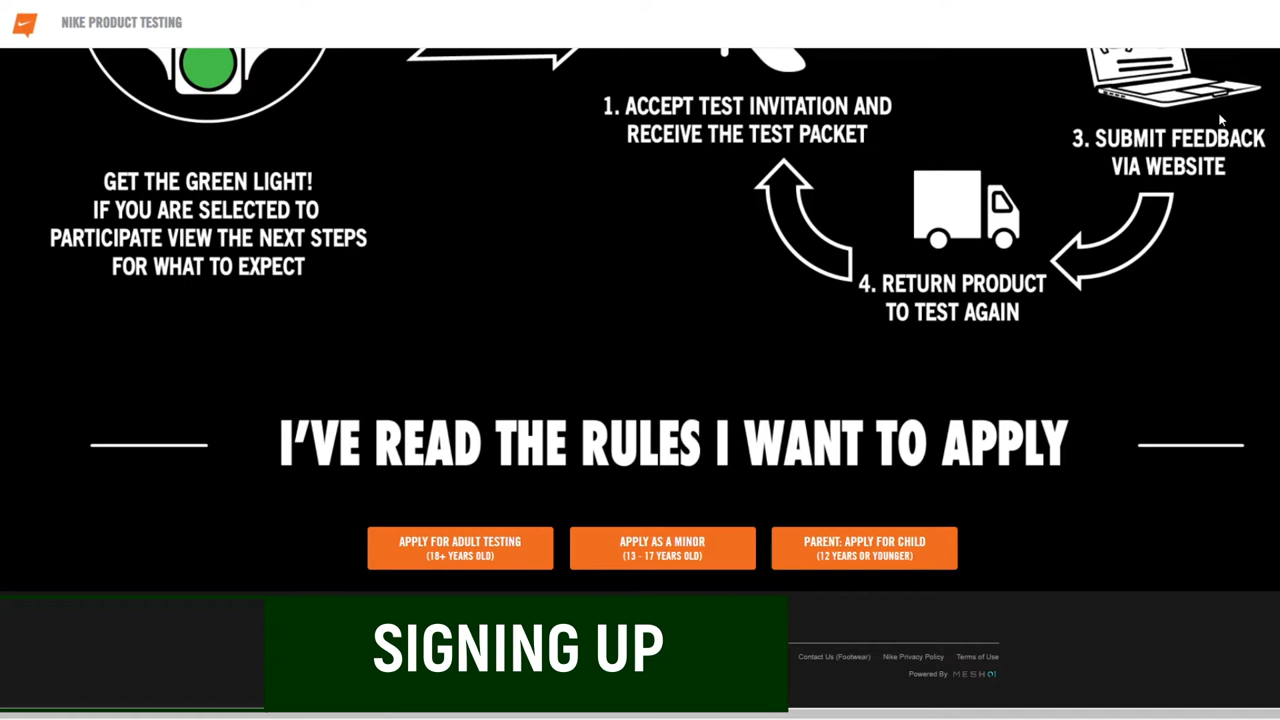 NIKE PRODUCT TESTING
1. ACCEPT TEST INVITATION AND
RECEIVE THE TEST PACKET
3. SUBMIT FEEDBACK
VIA WEBSITE
GET THE GREEN LIGHT!
IF YOU ARE SELECTED TO
PARTICIPATE VIEW THE NEXT STEPS
FOR WHAT TO EXPECT
4. RETURN PRODUCT
TO TEST AGAIN
I'VE READ THE RULES I WANT TO APPLY
APPLY FOR ADULT TESTING
(18+ YEARS OLD)
APPLY AS A MINOR
(13 - 17 YEARS OLD)
PARENT: APPLY FOR CHILD
(12 YEARS OR YOUNGER)
SIGNING UP
Contact Us (Footwear) Nike Privacy Policy Terms of Use
Powered By MESH01